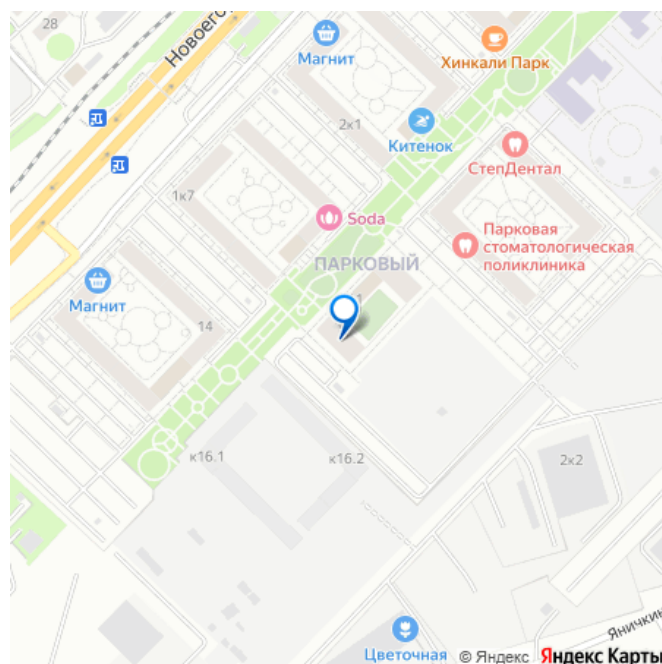 28
Новоег
Магнит
Хинкали Парк
2к1
Китенок
СтепДентал
1к7
Soda
Парковая
стоматологическая
поликлиника
ПАРКОВЫЙ
Магнит
14
1
к16.1
к16.2
2к2
Яничкин
Цветочная
© Яндекс Яндекс Карты